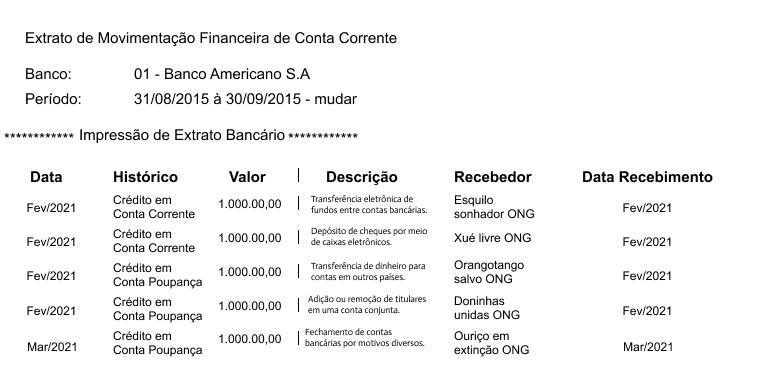 Extrato de Movimentação Financeira de Conta Corrente
Banco: 01 - Banco Americano S.A
Período: 31/08/2015 à 30/09/2015 - mudar
************ Impressão de Extrato Bancário ************
Data Histórico Valor | Descrição Recebedor Data Recebimento
Fev/2021 Crédito em Conta Corrente 1.000.00,00 | Transferência eletrônica de fundos entre contas bancárias. Esquilo sonhador ONG Fev/2021
Fev/2021 Crédito em Conta Corrente 1.000.00,00 | Depósito de cheques por meio de caixas eletrônicos. Xué livre ONG Fev/2021
Fev/2021 Crédito em Conta Poupança 1.000.00,00 | Transferência de dinheiro para contas em outros países. Orangotango salvo ONG Fev/2021
Fev/2021 Crédito em Conta Poupança 1.000.00,00 | Adição ou remoção de titulares em uma conta conjunta. Doninhas unidas ONG Fev/2021
Mar/2021 Crédito em Conta Poupança 1.000.00,00 | Fechamento de contas bancárias por motivos diversos. Ouriço em extinção ONG Mar/2021